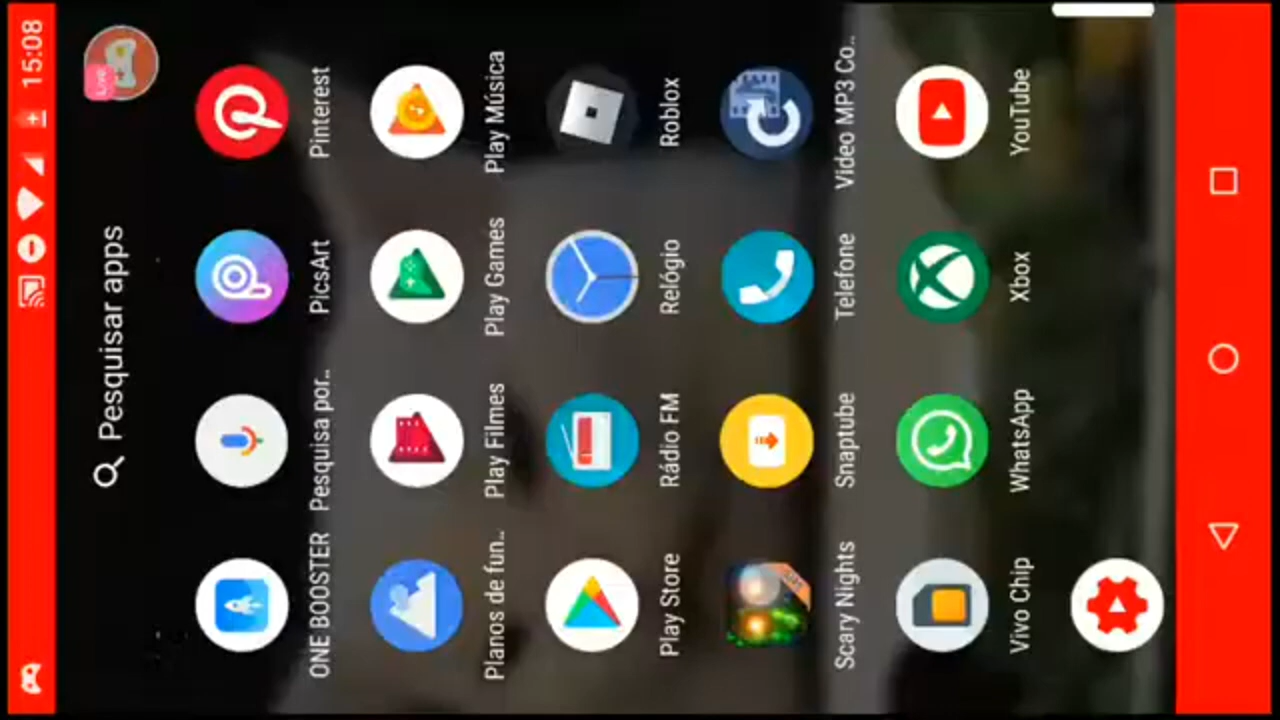 15:08
Live
Pesquisar apps
ONE BOOSTER
Pesquisa por..
PicsArt
Pinterest
Planos de fun..
Play Filmes
Play Games
Play Música
Play Store
Rádio FM
Relógio
Roblox
Scary Nights
Snaptube
Telefone
Video MP3 Co..
Vivo Chip
WhatsApp
Xbox
YouTube